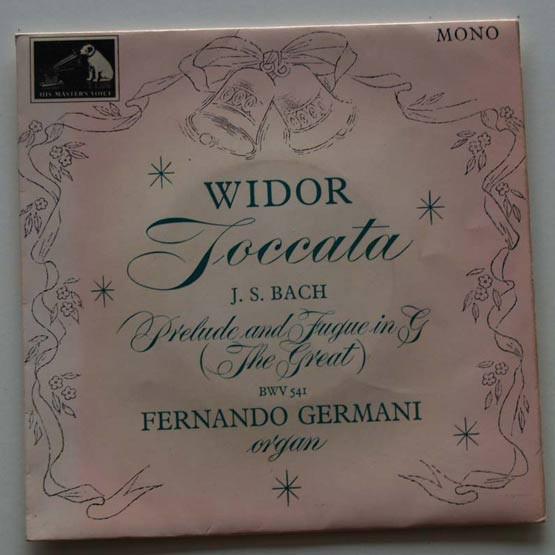 MONO
HIS MASTER'S VOICE
WIDOR
Toccata
J. S. BACH
Prelude and Fugue in G
(The Great)
BWV 541
FERNANDO GERMANI
organ